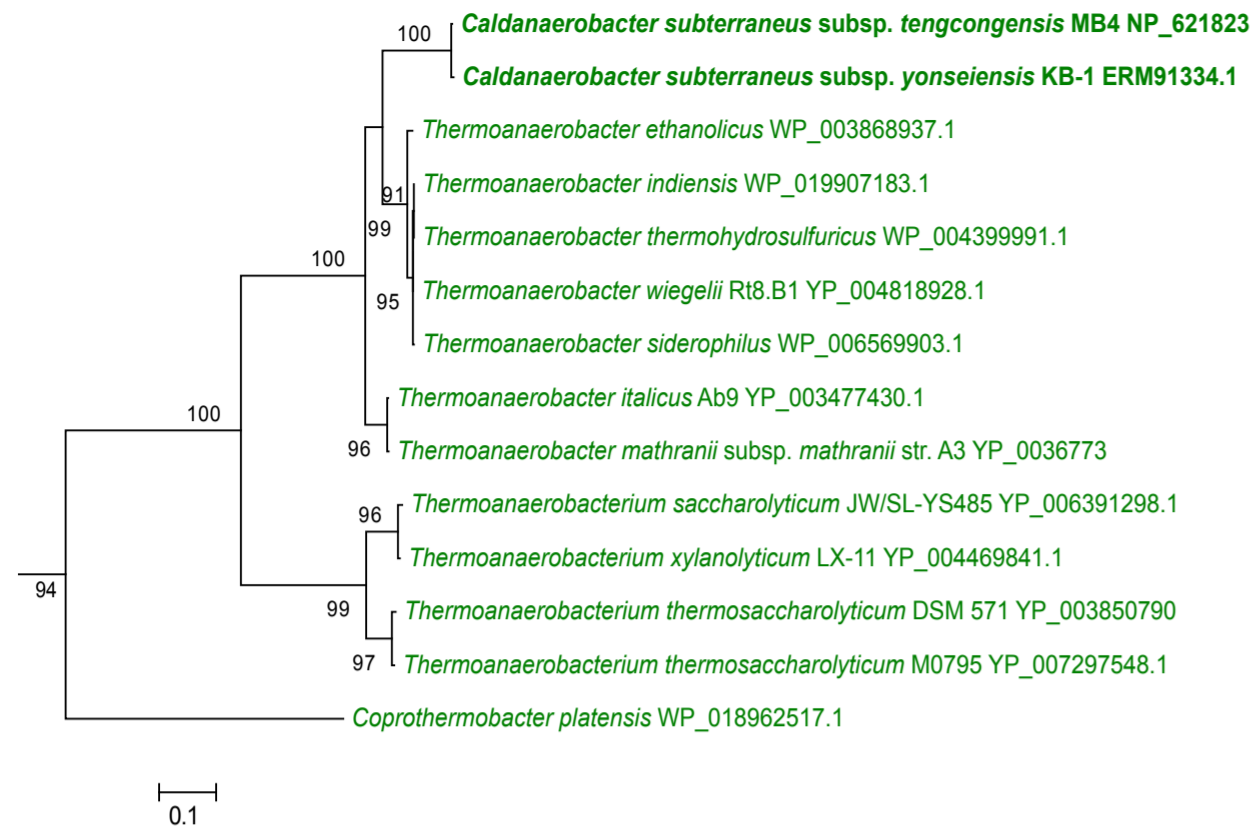 100
Caldanaerobacter subterraneus subsp. tengcongensis MB4 NP_621823
Caldanaerobacter subterraneus subsp. yonseiensis KB-1 ERM91334.1
Thermoanaerobacter ethanolicus WP_003868937.1
91
Thermoanaerobacter indiensis WP_019907183.1
99
Thermoanaerobacter thermohydrosulfuricus WP_004399991.1
100
95
Thermoanaerobacter wiegelii Rt8.B1 YP_004818928.1
Thermoanaerobacter siderophilus WP_006569903.1
Thermoanaerobacter italicus Ab9 YP_003477430.1
100
96
Thermoanaerobacter mathranii subsp. mathranii str. A3 YP_0036773
96
Thermoanaerobacterium saccharolyticum JW/SL-YS485 YP_006391298.1
Thermoanaerobacterium xylanolyticum LX-11 YP_004469841.1
94
99
Thermoanaerobacterium thermosaccharolyticum DSM 571 YP_003850790
97
Thermoanaerobacterium thermosaccharolyticum M0795 YP_007297548.1
Coprothermobacter platensis WP_018962517.1
0.1